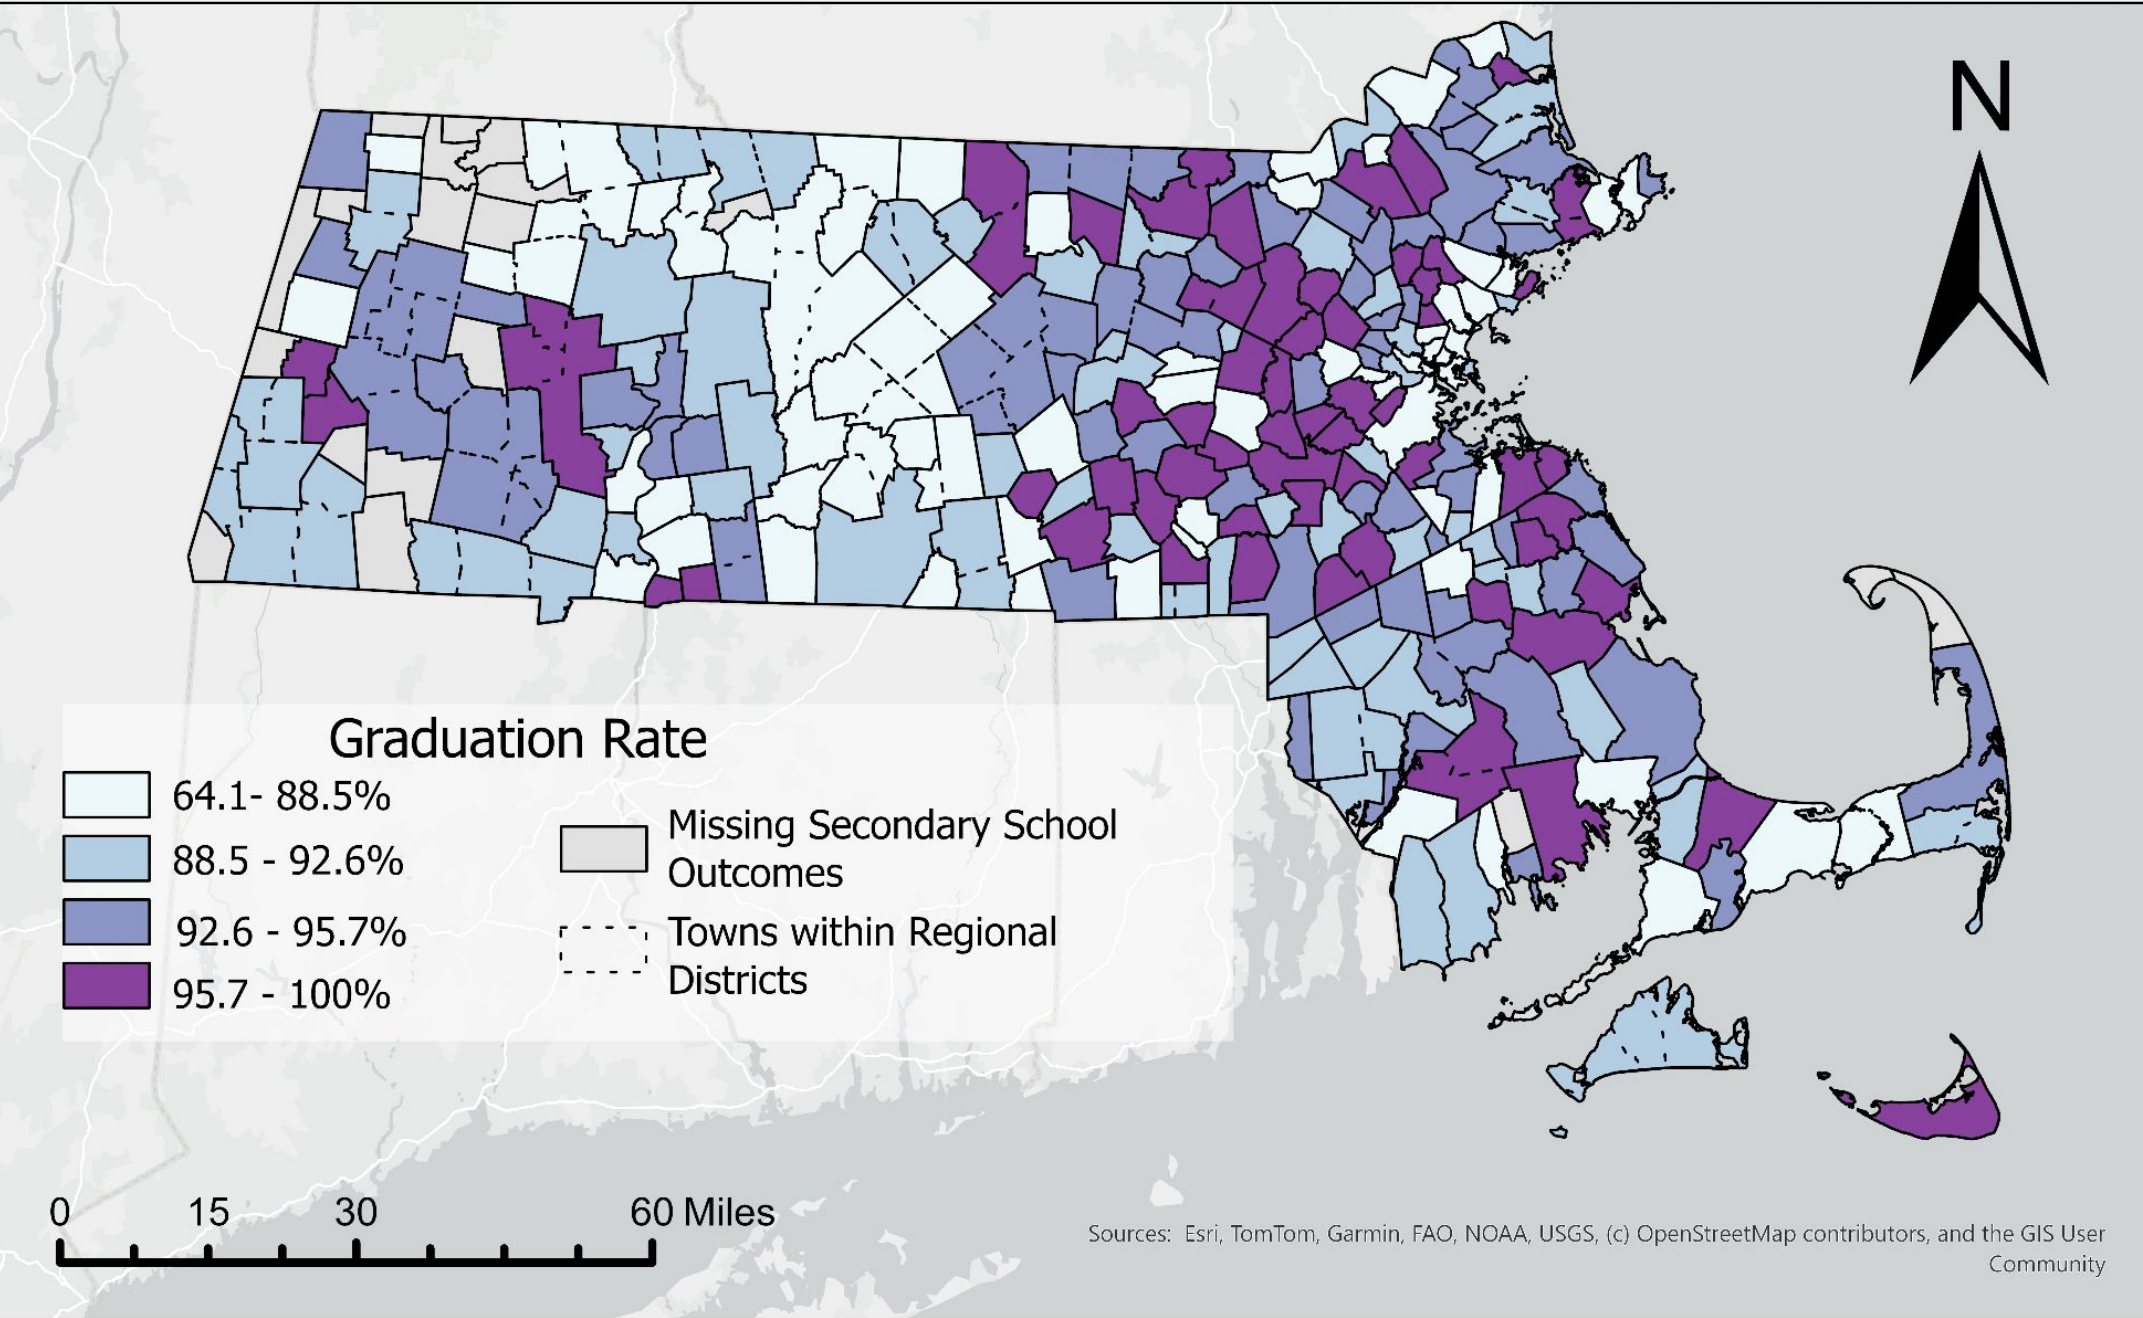 N
Graduation Rate
64.1- 88.5%
88.5 - 92.6%
92.6 - 95.7%
95.7 - 100%
Missing Secondary School
Outcomes
Towns within Regional
Districts
0 15 30 60 Miles
Sources: Esri, TomTom, Garmin, FAO, NOAA, USGS, (c) OpenStreetMap contributors, and the GIS User
Community